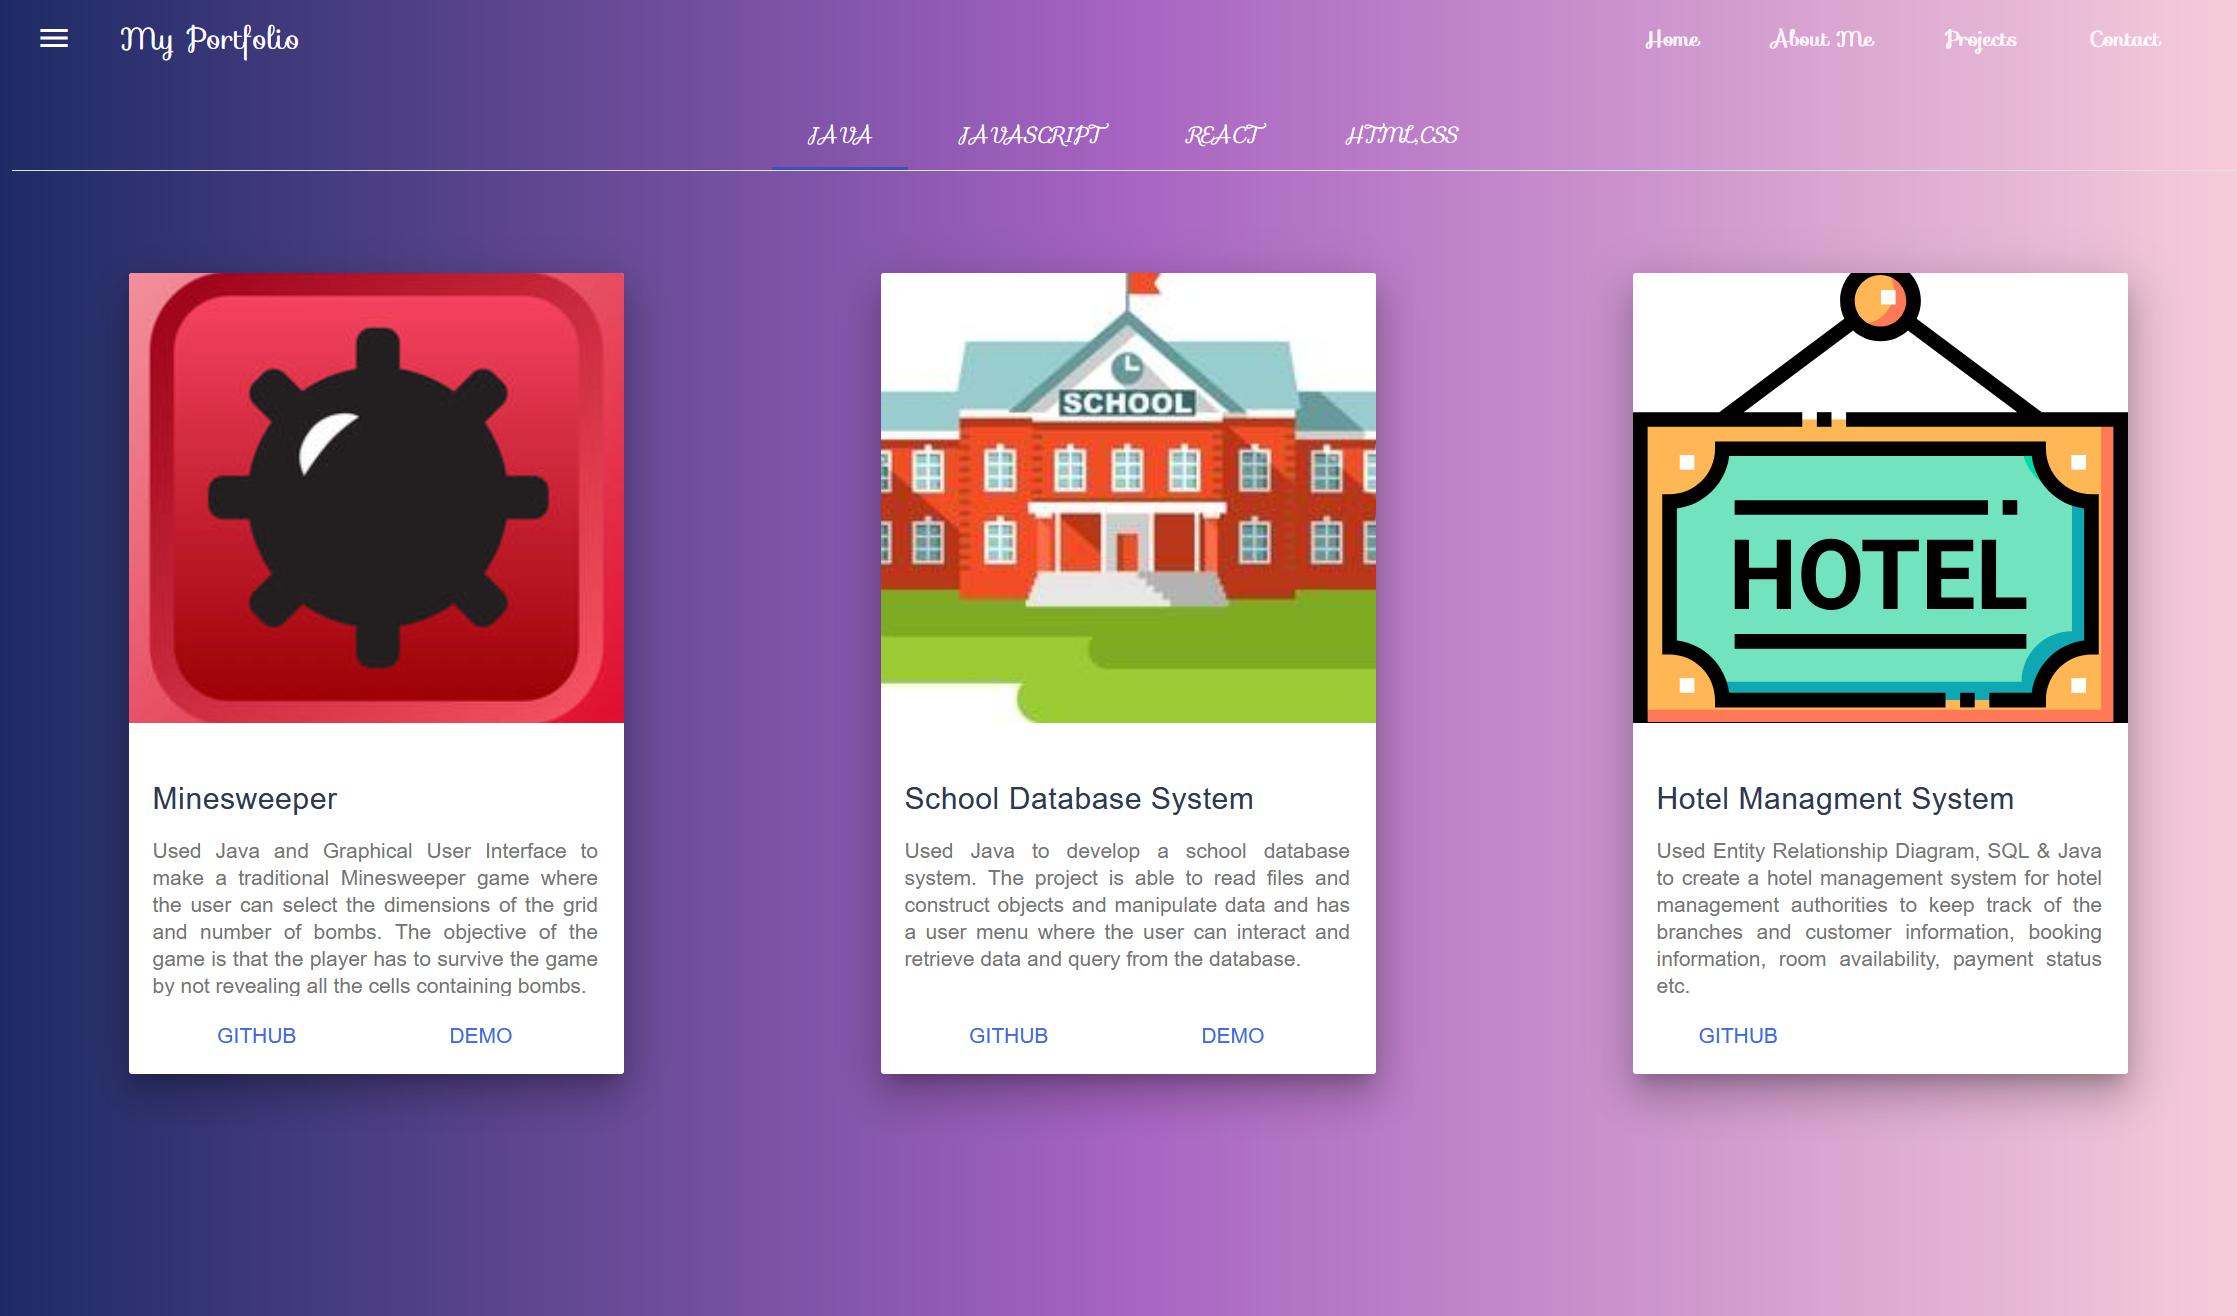 My Portfolio
Home
About Me
Projects
Contact
JAVA
JAVASCRIPT
REACT
HTML,CSS
SCHOOL
HOTEL
Minesweeper
Used Java and Graphical User Interface to
make a traditional Minesweeper game where
the user can select the dimensions of the grid
and number of bombs. The objective of the
game is that the player has to survive the game
by not revealing all the cells containing bombs.
GITHUB
DEMO
School Database System
Used Java to develop a school database
system. The project is able to read files and
construct objects and manipulate data and has
a user menu where the user can interact and
retrieve data and query from the database.
GITHUB
DEMO
Hotel Managment System
Used Entity Relationship Diagram, SQL & Java
to create a hotel management system for hotel
management authorities to keep track of the
branches and customer information, booking
information, room availability, payment status
etc.
GITHUB